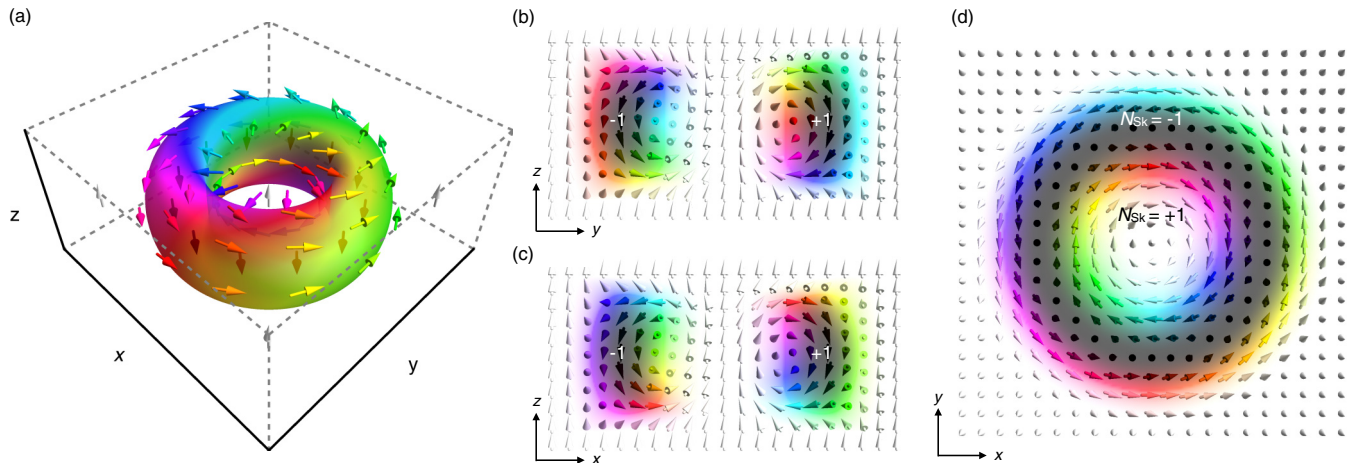 (a)
z
x
y
(b)
-1
+1
z
y
(c)
-1
+1
z
x
(d)
NSk = -1
NSk = +1
y
x